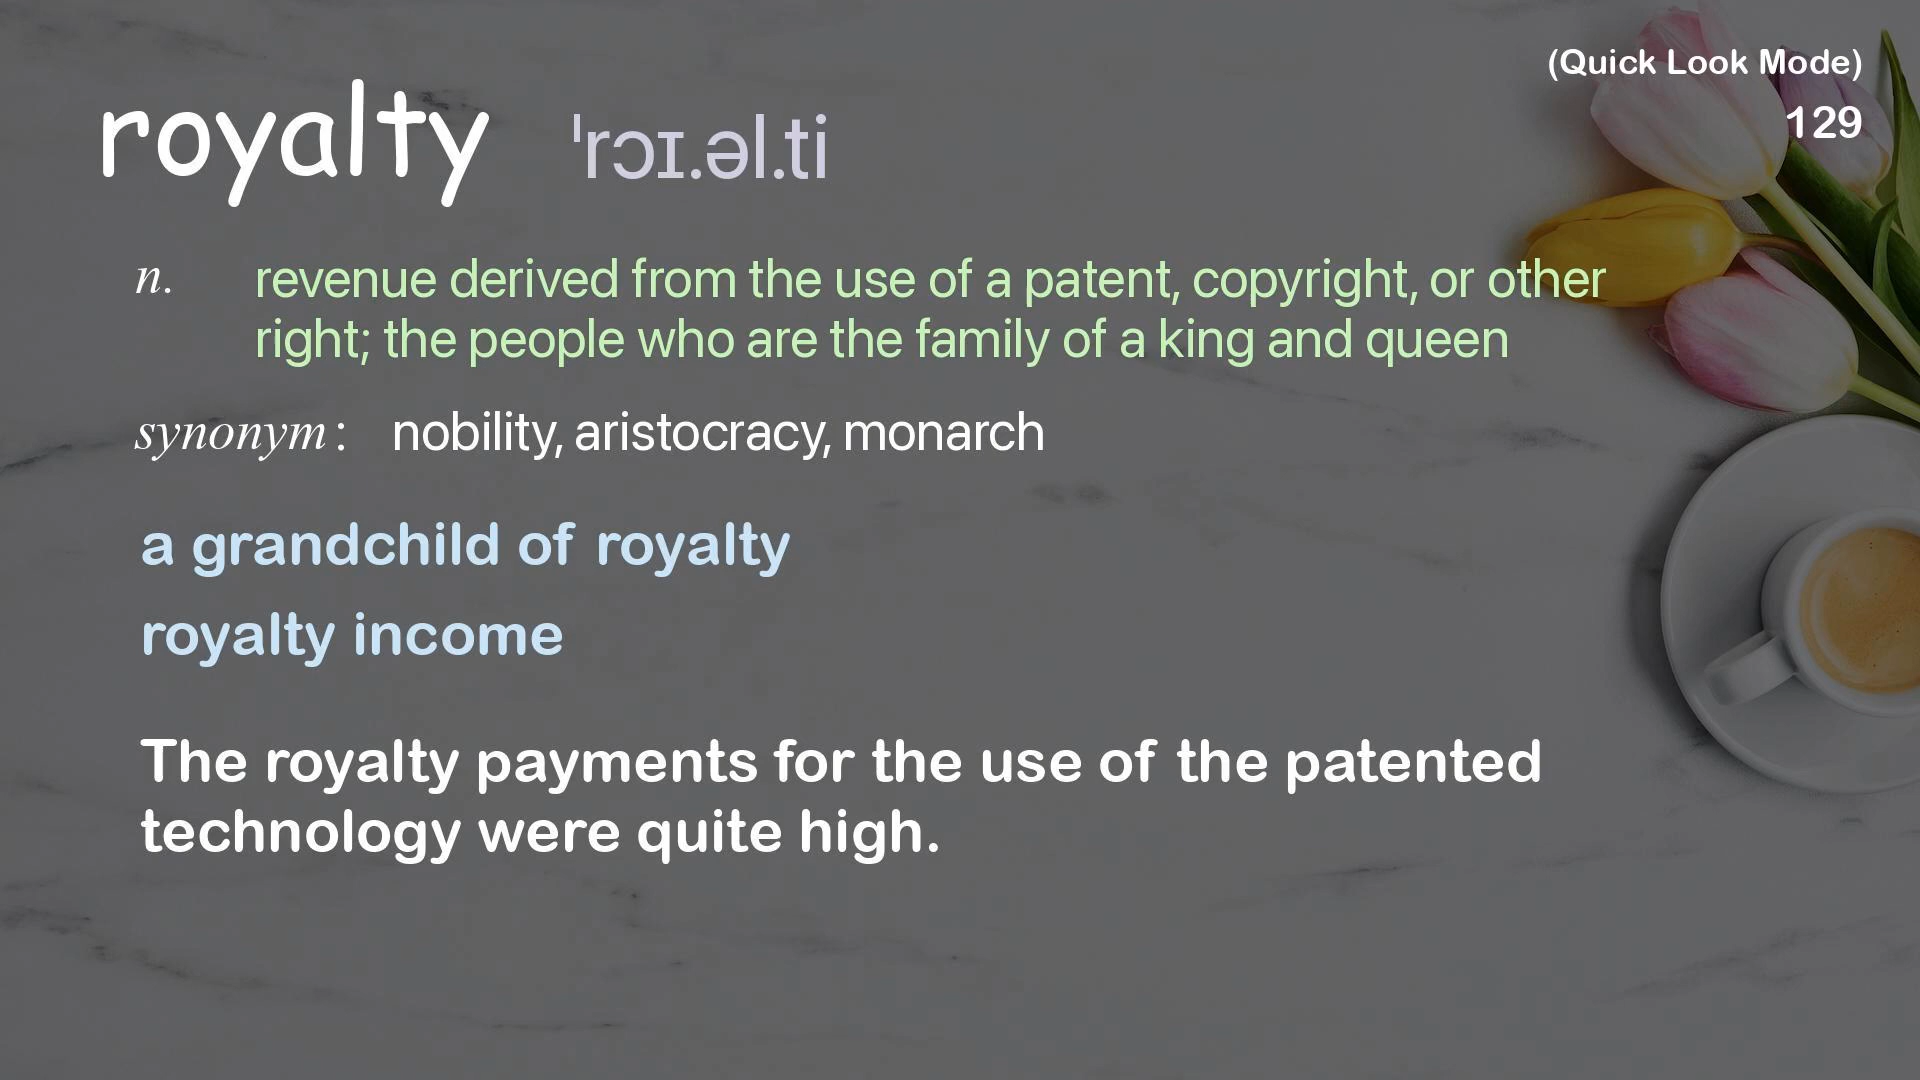 (Quick Look Mode)
129
royalty ˈrɔɪ.əl.ti
n. revenue derived from the use of a patent, copyright, or other
right; the people who are the family of a king and queen
synonym: nobility, aristocracy, monarch
a grandchild of royalty
royalty income
The royalty payments for the use of the patented
technology were quite high.